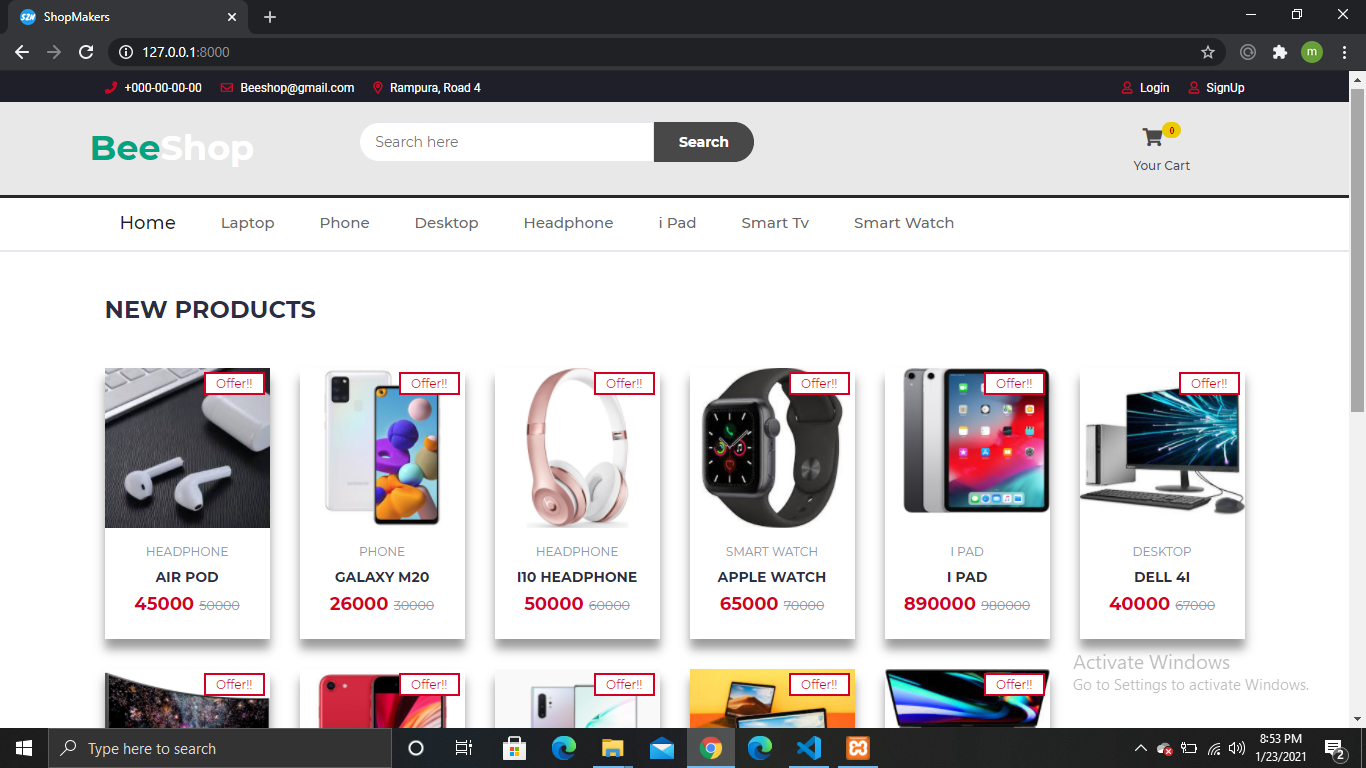 ShopMakers
127.0.0.1:8000
m
+000-00-00-00 Beeshop@gmail.com Rampura, Road 4 Login SignUp
BeeShop Search here Search 0
Your Cart
Home Laptop Phone Desktop Headphone i Pad Smart Tv Smart Watch
NEW PRODUCTS
Offer!! Offer!! Offer!! Offer!! Offer!! Offer!!
HEADPHONE PHONE HEADPHONE SMART WATCH I PAD DESKTOP
AIR POD GALAXY M20 I10 HEADPHONE APPLE WATCH I PAD DELL 4I
45000 50000 26000 30000 50000 60000 65000 70000 890000 980000 40000 67000
Offer!! Offer!! Offer!! Offer!! Offer!!
Activate Windows
Go to Settings to activate Windows.
Type here to search
8:53 PM
1/23/2021
2